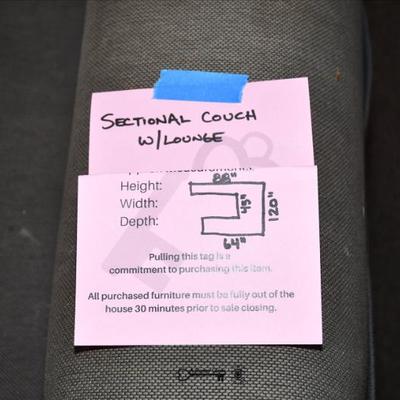 SECTIONAL COUCH
W/LOUNGE
Height:
Width:
Depth:
88"
45"
120"
64"
Pulling this tag is a
commitment to purchasing this item.
All purchased furniture must be fully out of the
house 30 minutes prior to sale closing.